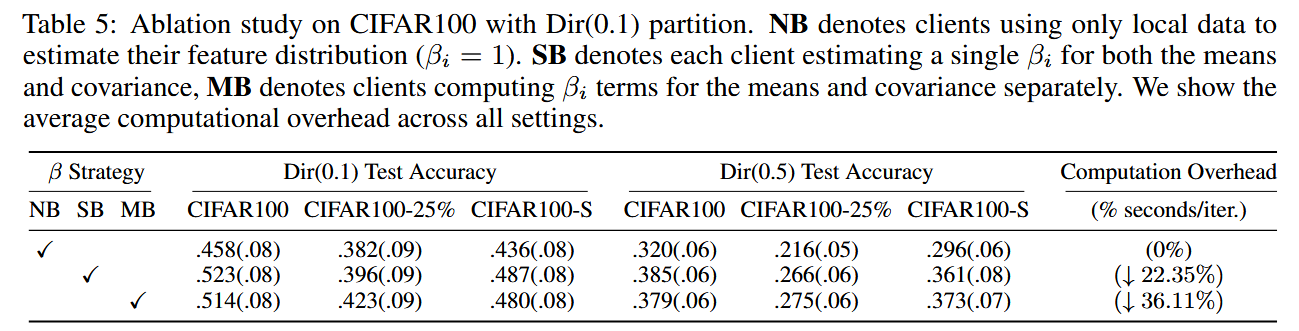 Table 5: Ablation study on CIFAR100 with Dir(0.1) partition. NB denotes clients using only local data to
estimate their feature distribution (βᵢ = 1). SB denotes each client estimating a single βᵢ for both the means
and covariance, MB denotes clients computing βᵢ terms for the means and covariance separately. We show the
average computational overhead across all settings.
β Strategy Dir(0.1) Test Accuracy Dir(0.5) Test Accuracy Computation Overhead
NB SB MB CIFAR100 CIFAR100-25% CIFAR100-S CIFAR100 CIFAR100-25% CIFAR100-S (% seconds/iter.)
✓ .458(.08) .382(.09) .436(.08) .320(.06) .216(.05) .296(.06) (0%)
✓ .523(.08) .396(.09) .487(.08) .385(.06) .266(.06) .361(.08) (↓ 22.35%)
✓ .514(.08) .423(.09) .480(.08) .379(.06) .275(.06) .373(.07) (↓ 36.11%)